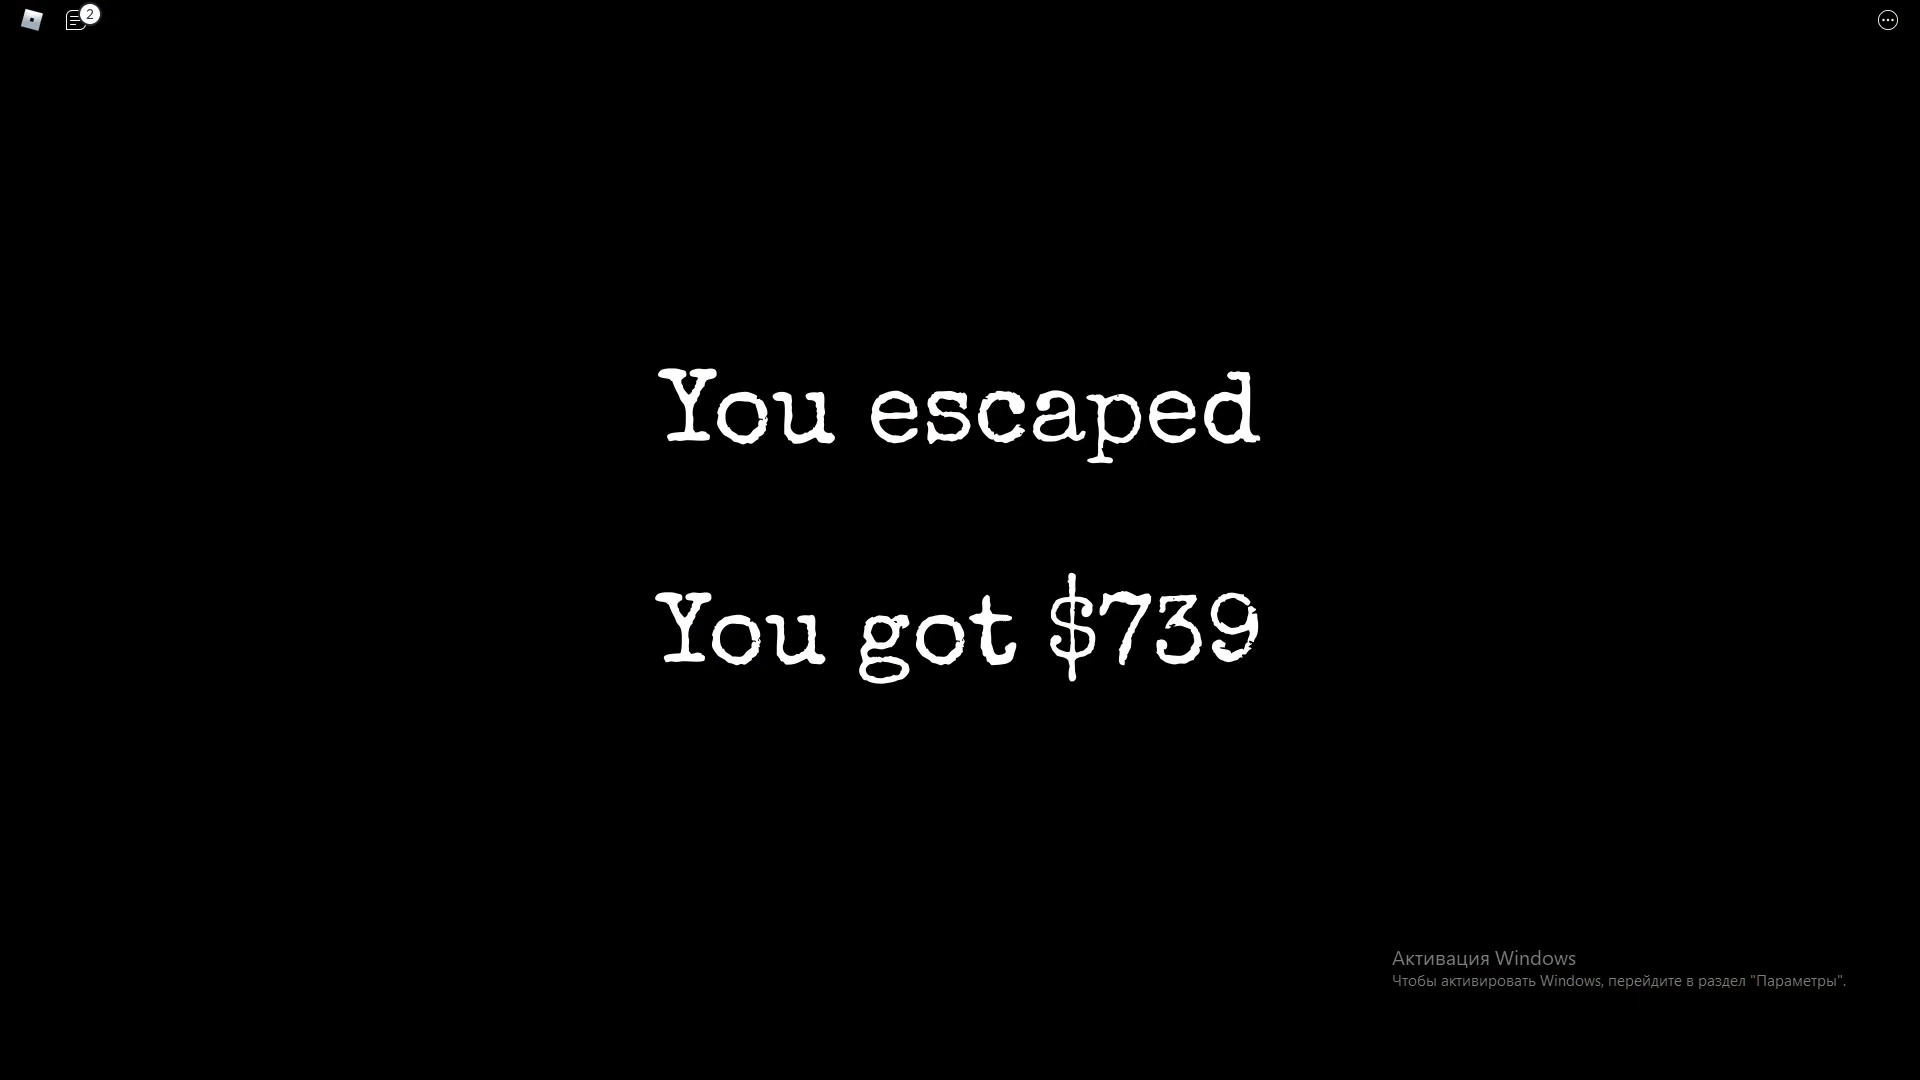 2
You escaped
You got $739
Активация Windows
Чтобы активировать Windows, перейдите в раздел "Параметры".